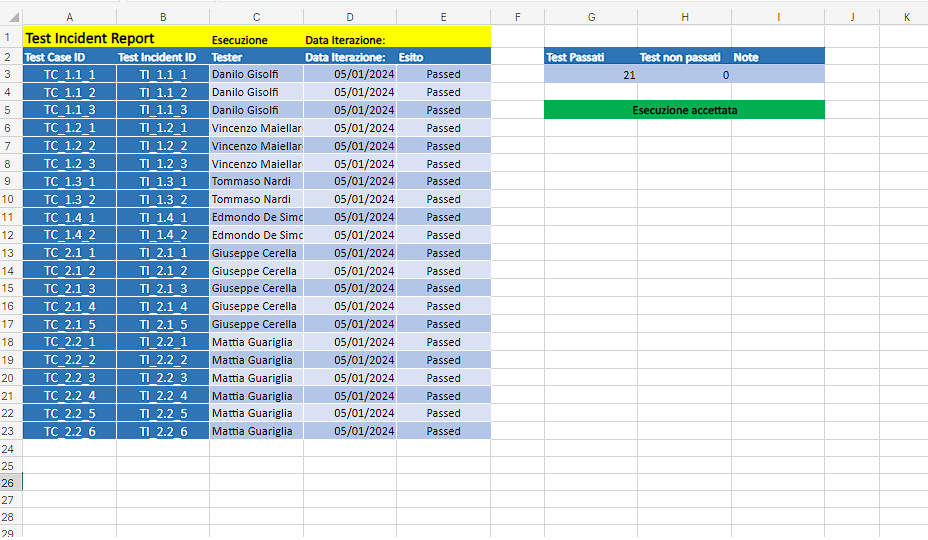 A B C D E F G H I J K
1 Test Incident Report Esecuzione Data Iterazione:
2 Test Case ID Test Incident ID Tester Data Iterazione: Esito Test Passati Test non passati Note
3 TC_1.1_1 TI_1.1_1 Danilo Gisolfi 05/01/2024 Passed 21 0
4 TC_1.1_2 TI_1.1_2 Danilo Gisolfi 05/01/2024 Passed
5 TC_1.1_3 TI_1.1_3 Danilo Gisolfi 05/01/2024 Passed Esecuzione accettata
6 TC_1.2_1 TI_1.2_1 Vincenzo Maiellar 05/01/2024 Passed
7 TC_1.2_2 TI_1.2_2 Vincenzo Maiellar 05/01/2024 Passed
8 TC_1.2_3 TI_1.2_3 Vincenzo Maiellar 05/01/2024 Passed
9 TC_1.3_1 TI_1.3_1 Tommaso Nardi 05/01/2024 Passed
10 TC_1.3_2 TI_1.3_2 Tommaso Nardi 05/01/2024 Passed
11 TC_1.4_1 TI_1.4_1 Edmondo De Sim 05/01/2024 Passed
12 TC_1.4_2 TI_1.4_2 Edmondo De Sim 05/01/2024 Passed
13 TC_2.1_1 TI_2.1_1 Giuseppe Cerella 05/01/2024 Passed
14 TC_2.1_2 TI_2.1_2 Giuseppe Cerella 05/01/2024 Passed
15 TC_2.1_3 TI_2.1_3 Giuseppe Cerella 05/01/2024 Passed
16 TC_2.1_4 TI_2.1_4 Giuseppe Cerella 05/01/2024 Passed
17 TC_2.1_5 TI_2.1_5 Giuseppe Cerella 05/01/2024 Passed
18 TC_2.2_1 TI_2.2_1 Mattia Guariglia 05/01/2024 Passed
19 TC_2.2_2 TI_2.2_2 Mattia Guariglia 05/01/2024 Passed
20 TC_2.2_3 TI_2.2_3 Mattia Guariglia 05/01/2024 Passed
21 TC_2.2_4 TI_2.2_4 Mattia Guariglia 05/01/2024 Passed
22 TC_2.2_5 TI_2.2_5 Mattia Guariglia 05/01/2024 Passed
23 TC_2.2_6 TI_2.2_6 Mattia Guariglia 05/01/2024 Passed
24
25
26
27
28
29